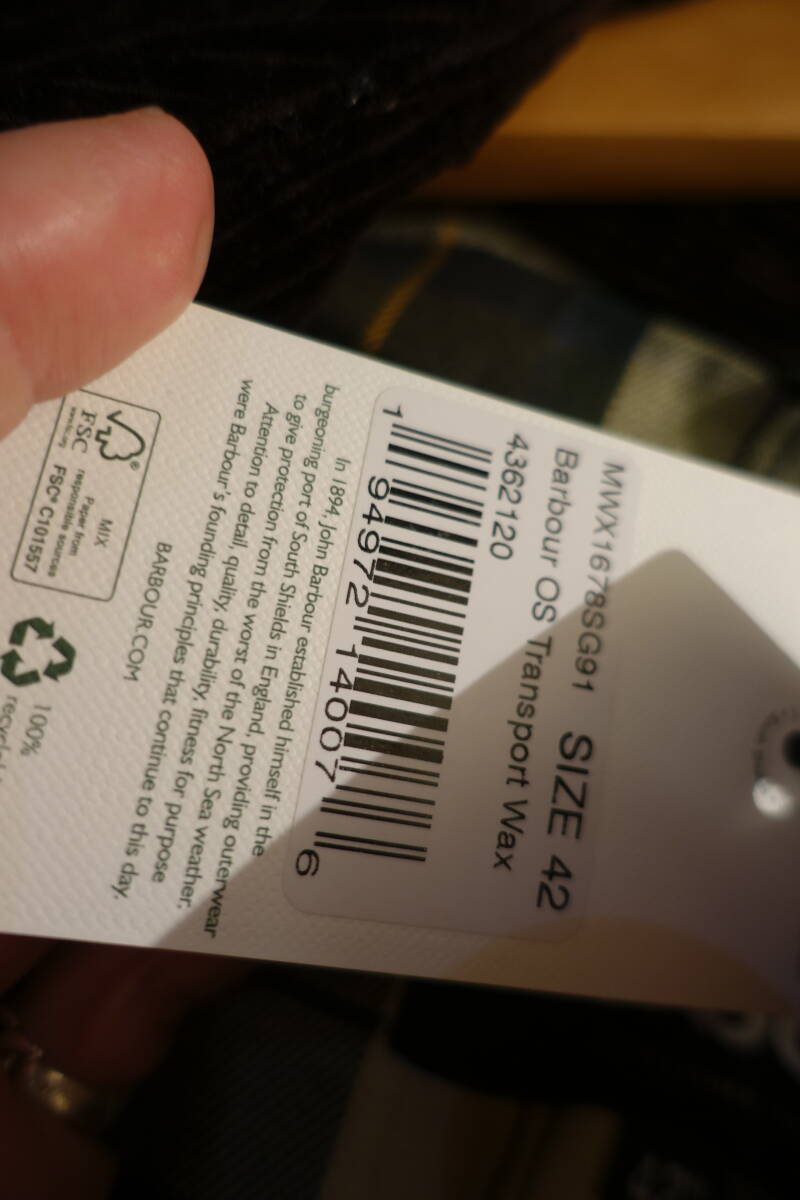 MWX1678SG91 SIZE 42
Barbour OS Transport Wax
4362120
1 94972 14007 6
In 1894, John Barbour established himself in the
burgeoning port of South Shields in England, providing outerwear
to give protection from the worst of the North Sea weather.
Attention to detail, quality, durability, fitness for purpose
were Barbour's founding principles that continue to this day.
BARBOUR.COM
®
FSC
www.fsc.org
MIX
Paper from
responsible sources
FSC® C101557
100%